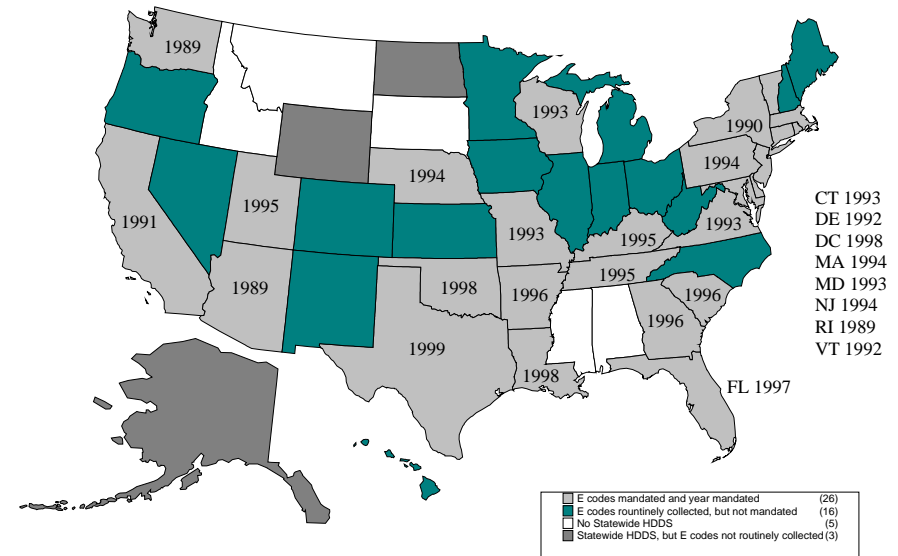 1989
1993
1990
1994
1994
1995
1991
1993
1993
1995
1995
1989
1998
1996
1996
1996
1999
1998
FL 1997
CT 1993
DE 1992
DC 1998
MA 1994
MD 1993
NJ 1994
RI 1989
VT 1992
E codes mandated and year mandated (26)
E codes rountinely collected, but not mandated (16)
No Statewide HDDS (5)
Statewide HDDS, but E codes not routinely collected (3)